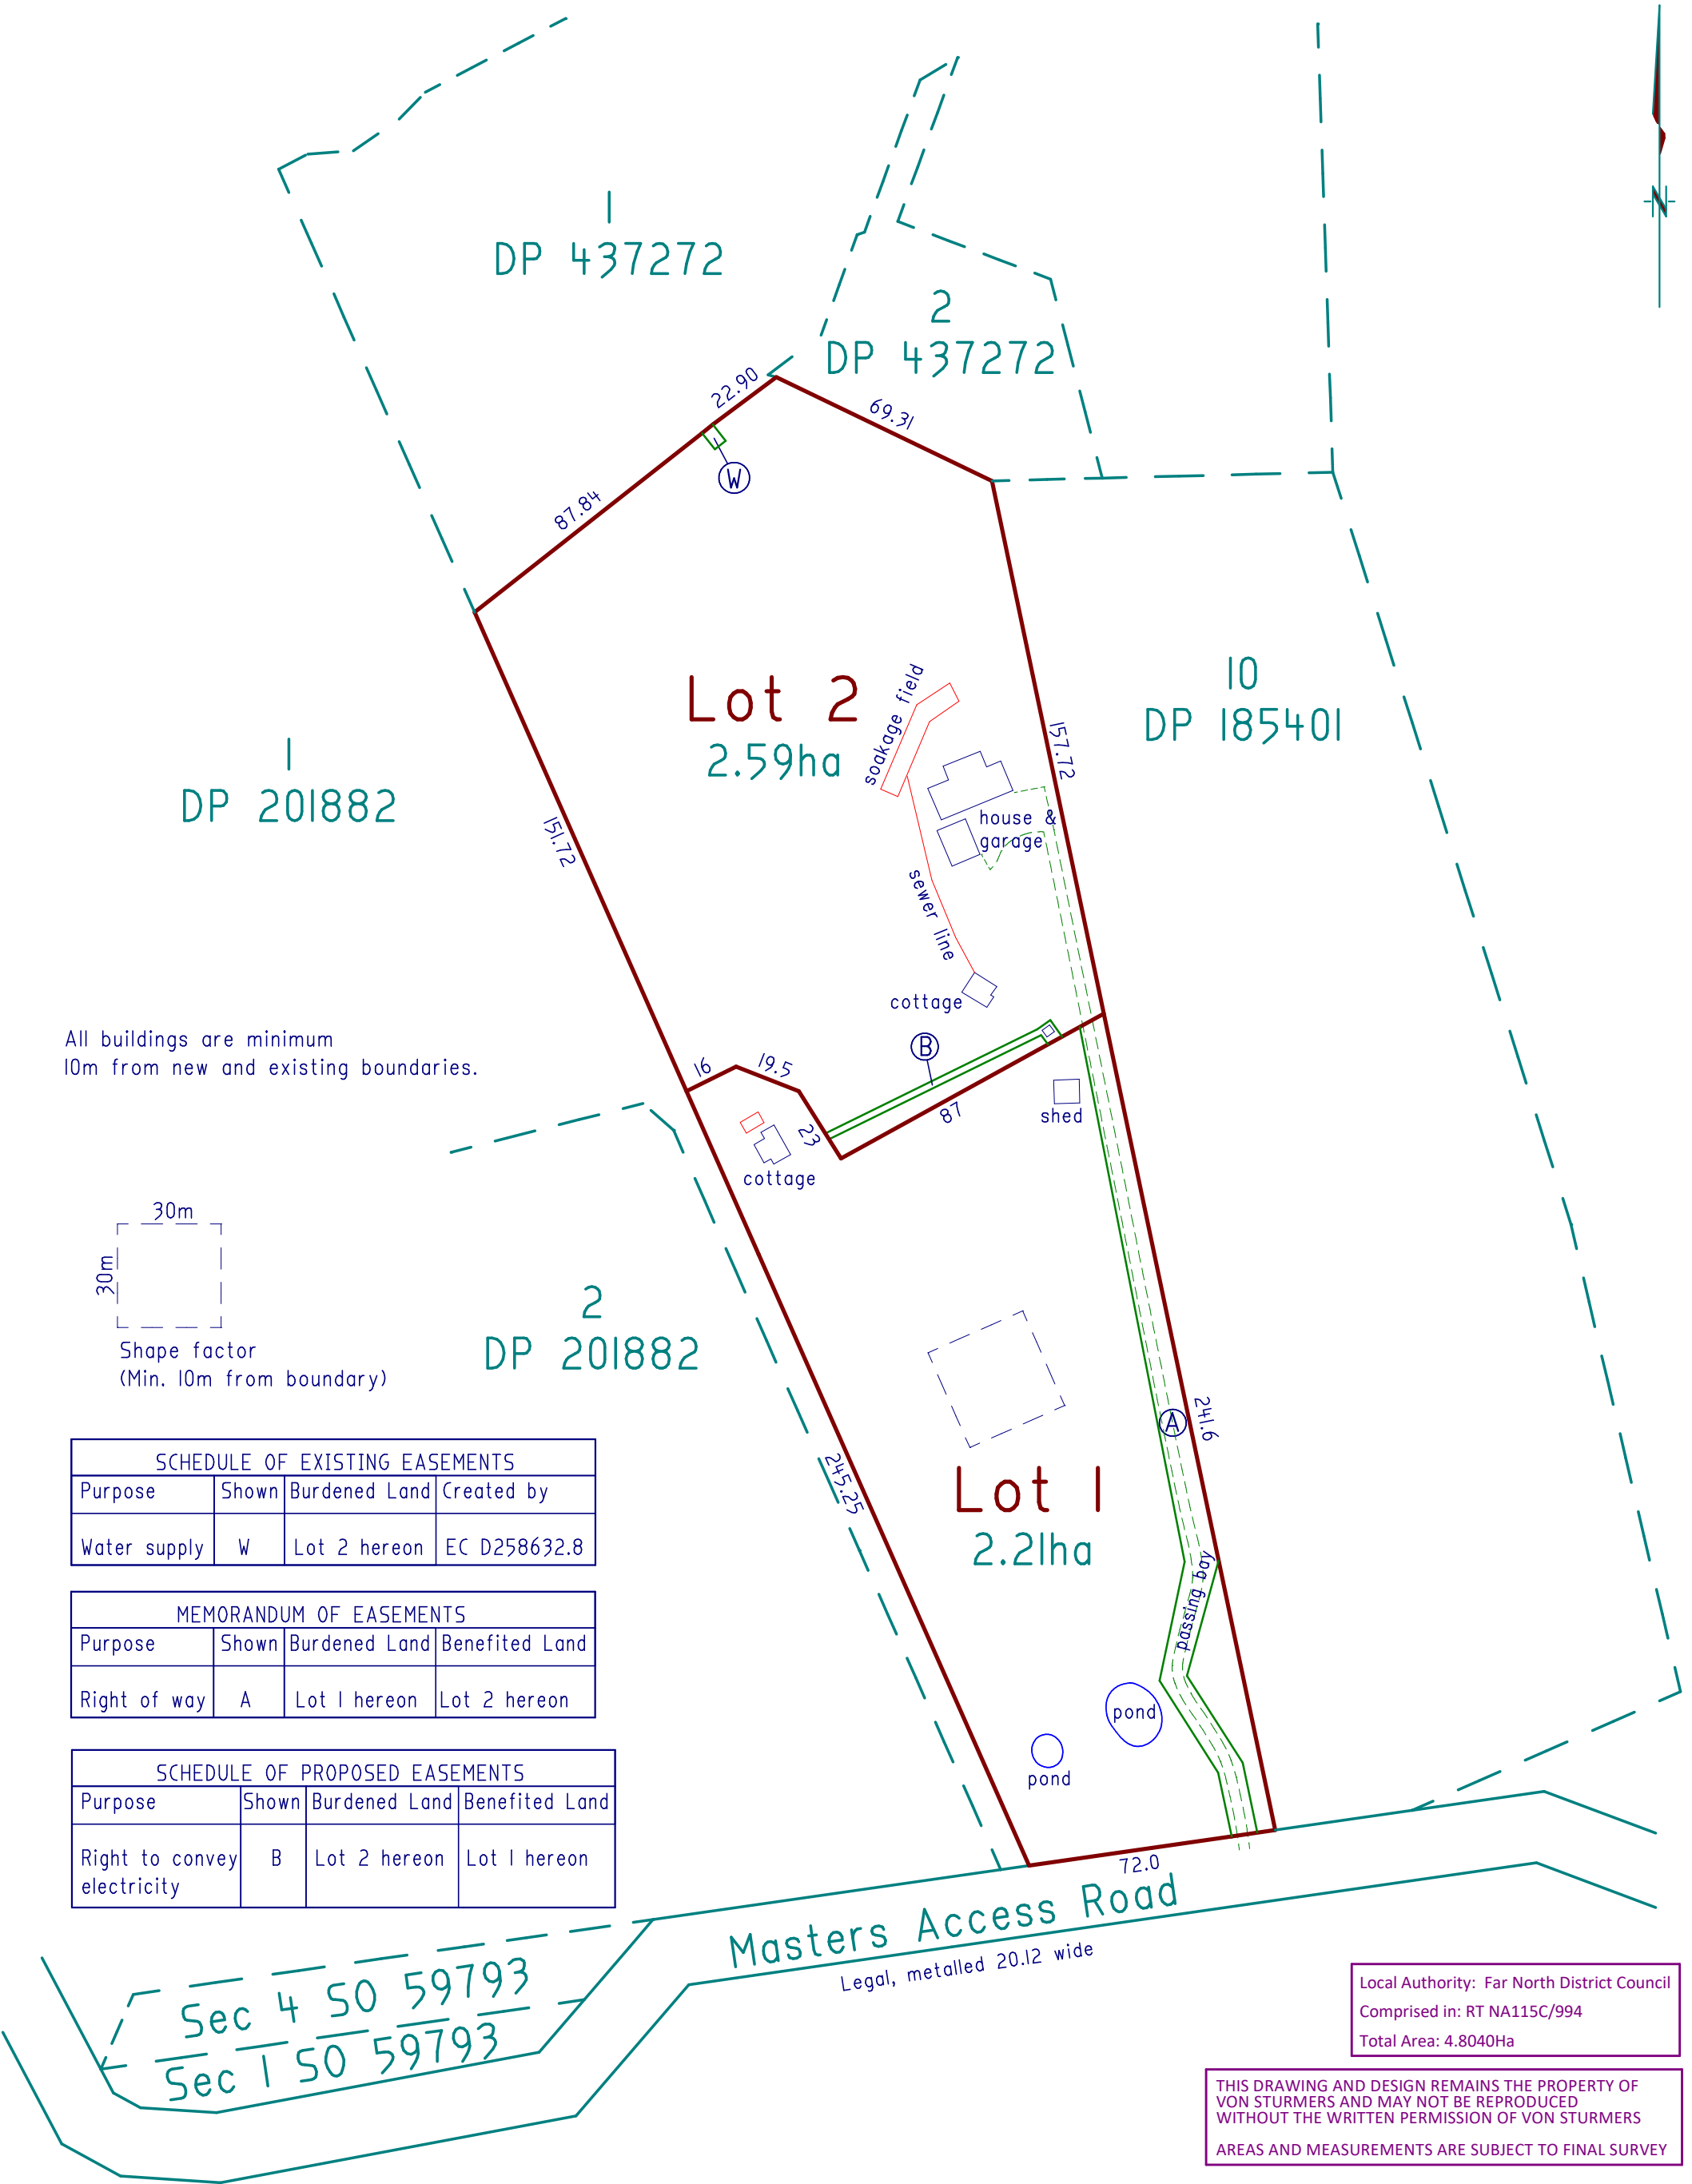 N
1
DP 437272
2
DP 437272
22.90
69.31
W
87.84
Lot 2
2.59ha
soakage field
157.72
10
DP 185401
1
DP 201882
151.72
house &
garage
sewer line
cottage
All buildings are minimum
10m from new and existing boundaries.
B
16
19.5
87
23
shed
cottage
30m
30m
Shape factor
(Min. 10m from boundary)
2
DP 201882
A
241.6
245.25
Lot 1
2.21ha
passing bay
SCHEDULE OF EXISTING EASEMENTS
Purpose Shown Burdened Land Created by
Water supply W Lot 2 hereon EC D258632.8
MEMORANDUM OF EASEMENTS
Purpose Shown Burdened Land Benefited Land
Right of way A Lot 1 hereon Lot 2 hereon
pond
pond
SCHEDULE OF PROPOSED EASEMENTS
Purpose Shown Burdened Land Benefited Land
Right to convey B Lot 2 hereon Lot 1 hereon
electricity
72.0
Masters Access Road
Legal, metalled 20.12 wide
Sec 4 SO 59793
Sec 1 SO 59793
Local Authority: Far North District Council
Comprised in: RT NA115C/994
Total Area: 4.8040Ha
THIS DRAWING AND DESIGN REMAINS THE PROPERTY OF
VON STURMERS AND MAY NOT BE REPRODUCED
WITHOUT THE WRITTEN PERMISSION OF VON STURMERS
AREAS AND MEASUREMENTS ARE SUBJECT TO FINAL SURVEY